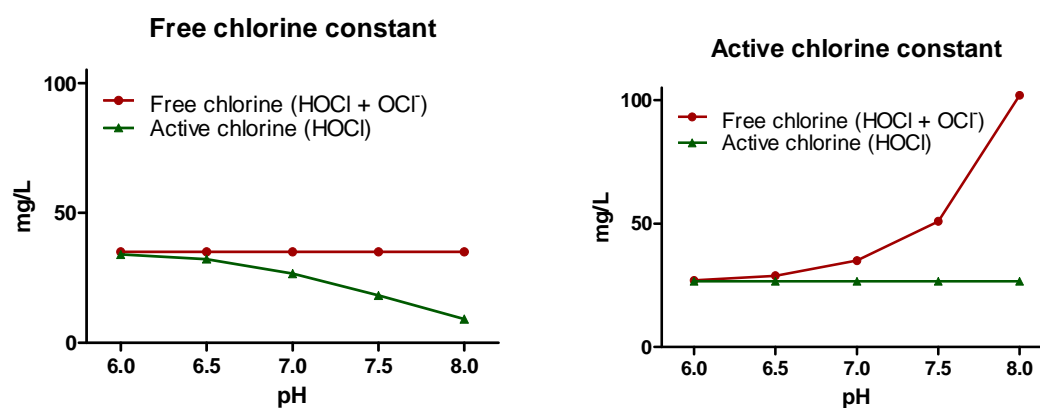 Free chlorine constant
100
Free chlorine (HOCl + OCl⁻)
Active chlorine (HOCl)
50
mg/L
0
6.0 6.5 7.0 7.5 8.0
pH
Active chlorine constant
100
Free chlorine (HOCl + OCl⁻)
Active chlorine (HOCl)
50
mg/L
0
6.0 6.5 7.0 7.5 8.0
pH